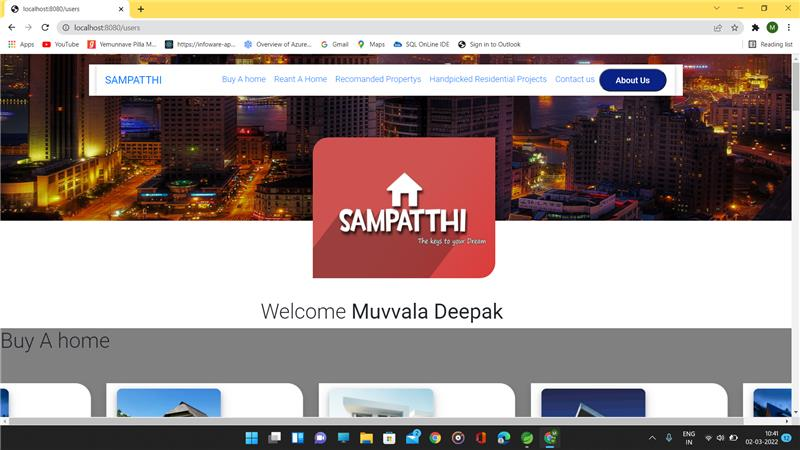 localhost:8080/users
localhost:8080/users
M
Apps
YouTube
Yemunnave Pilla M...
https://infoware-ap...
Overview of Azure...
Gmail
Maps
SQL OnLine IDE
Sign in to Outlook
Reading list
SAMPATTHI
Buy A home
Reant A Home
Recomanded Propertys
Handpicked Residential Projects
Contact us
About Us
SAMPATTHI
The keys to your Dream
Welcome Muvvala Deepak
Buy A home
ENG
IN
10:41
02-03-2022